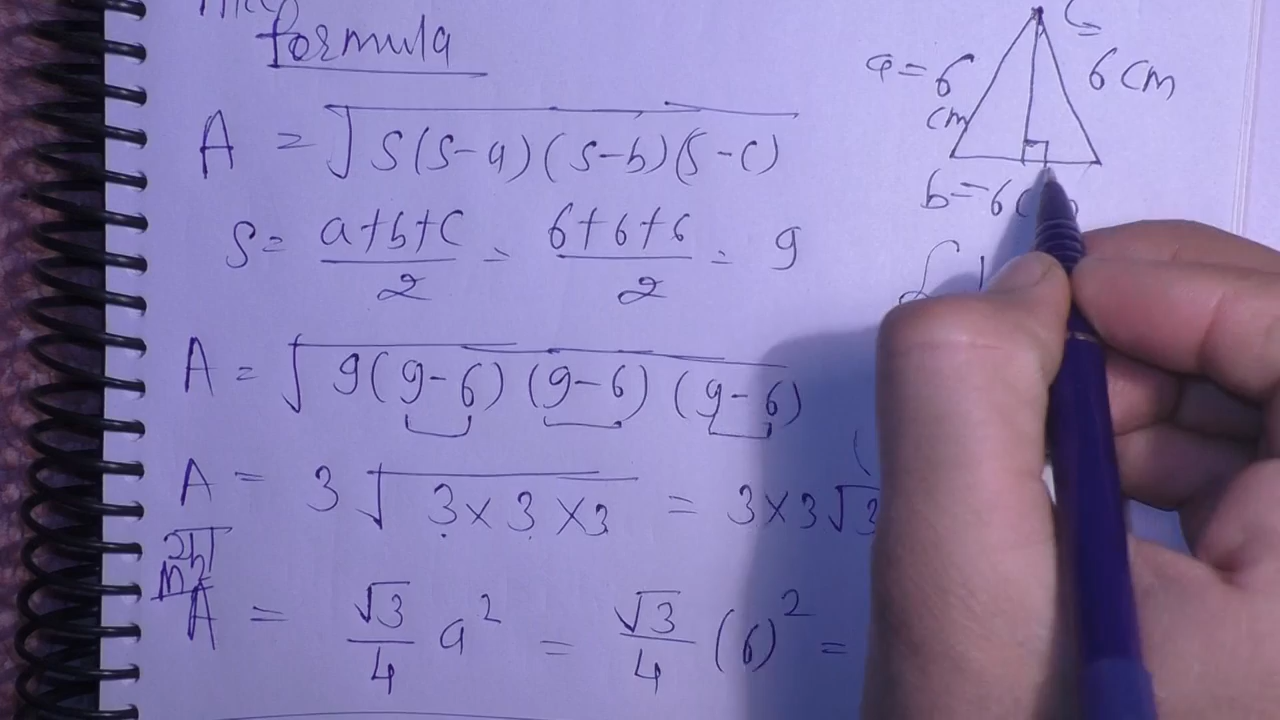 formula
A = √S(S-a)(S-b)(S-c)
S = a+b+c/2 = 6+6+6/2 = 9
A = √9(9-6)(9-6)(9-6)
A = 3√3×3×3 = 3×3√3
A = √3/4 a² = √3/4 (6)² =
C
a = 6 cm
6 cm
b = 6